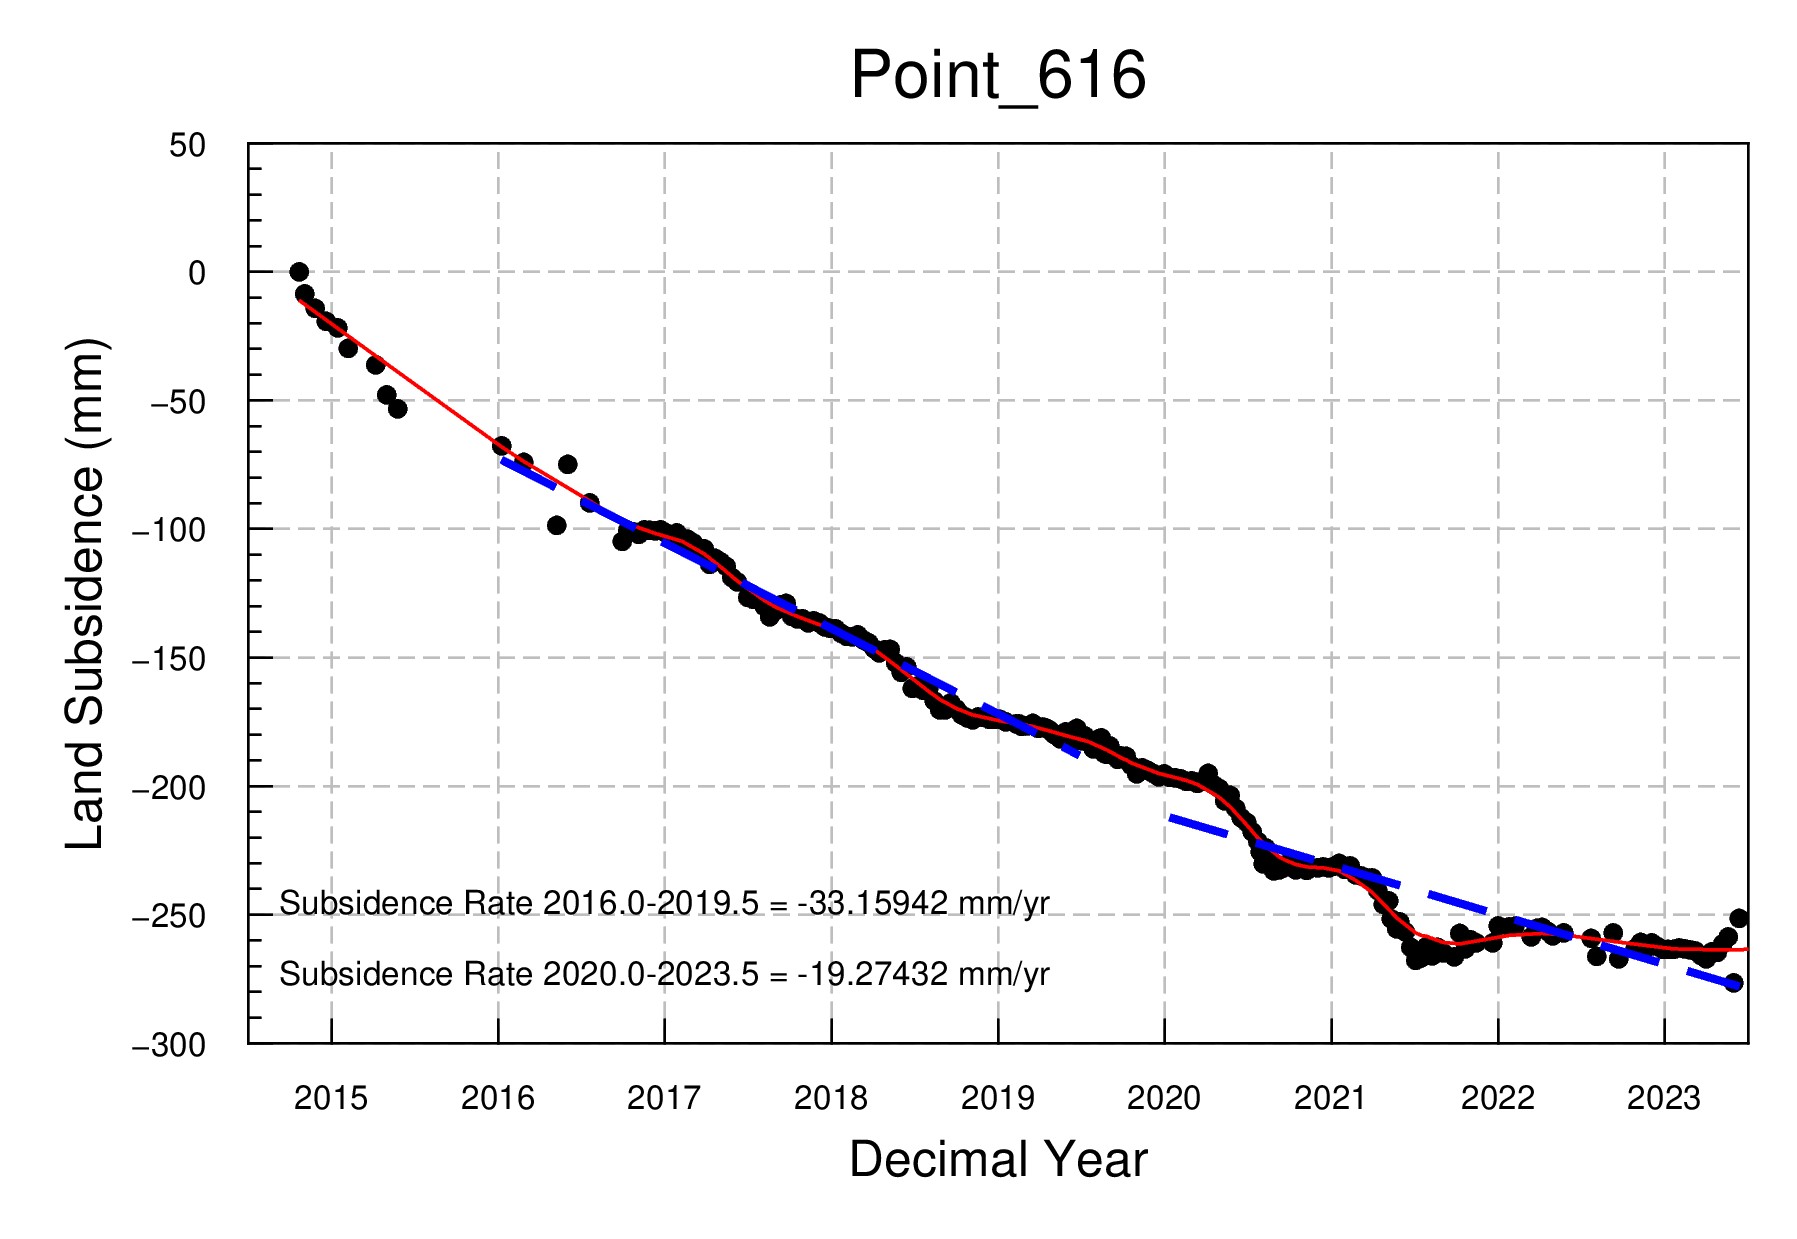 Point_616
50
0
−50
−100
−150
−200
−250
−300
Land Subsidence (mm)
Subsidence Rate 2016.0-2019.5 = -33.15942 mm/yr
Subsidence Rate 2020.0-2023.5 = -19.27432 mm/yr
2015 2016 2017 2018 2019 2020 2021 2022 2023
Decimal Year